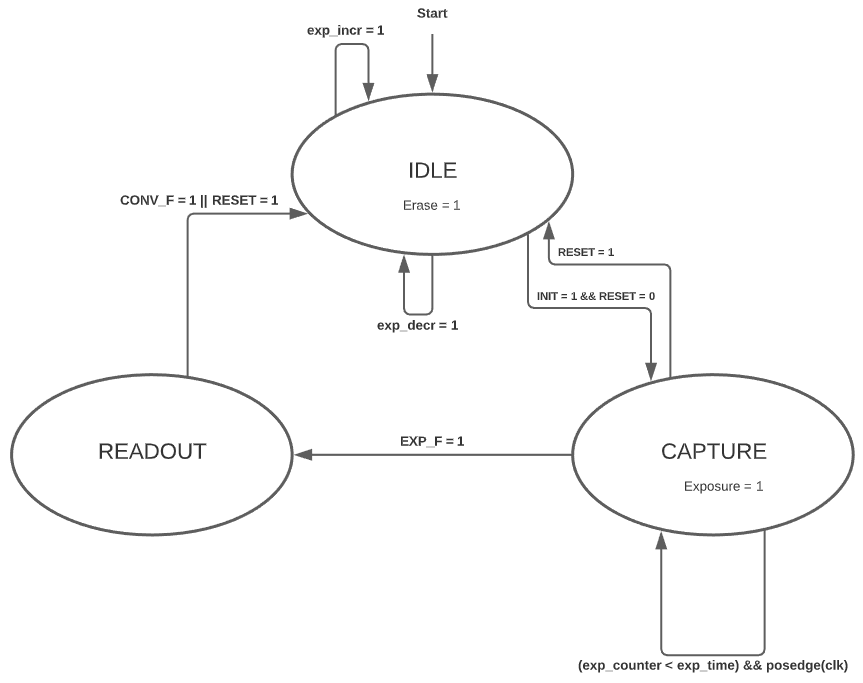 Start
exp_incr = 1
IDLE
Erase = 1
CONV_F = 1 || RESET = 1
RESET = 1
INIT = 1 && RESET = 0
exp_decr = 1
READOUT
EXP_F = 1
CAPTURE
Exposure = 1
(exp_counter < exp_time) && posedge(clk)